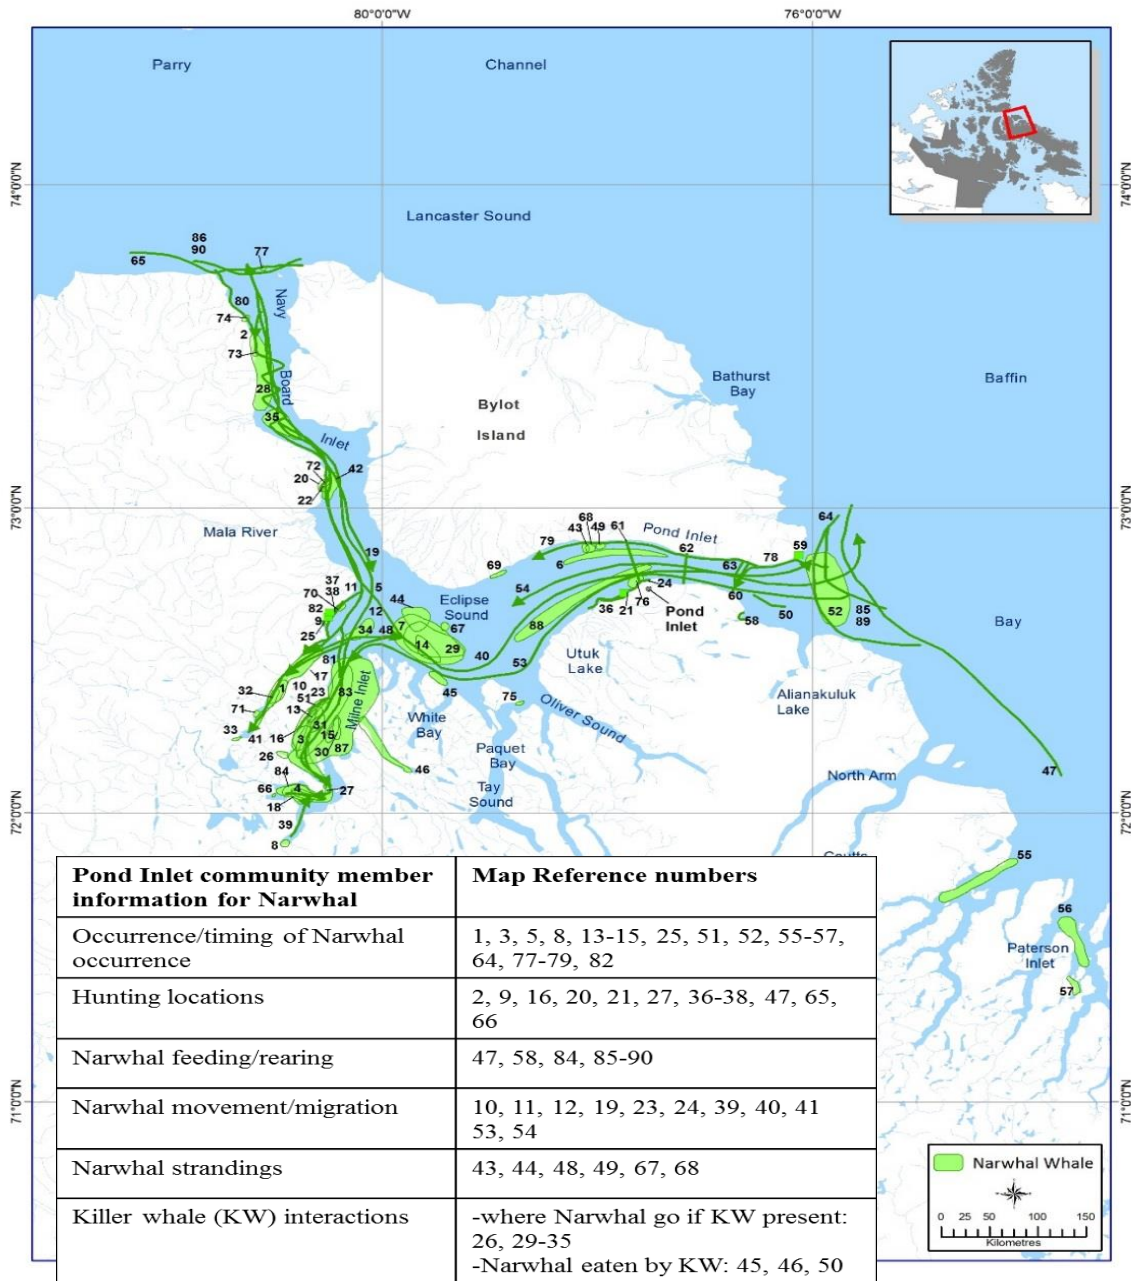 80°0'0"W 76°0'0"W
Parry Channel
Lancaster Sound
74°0'0"N 74°0'0"N
86
90
65
77
Navy
80
74
2
73
Board
28
35
Inlet
Bylot
Island
Bathurst
Bay
Baffin
72
20
22
42
73°0'0"N 73°0'0"N
Mala River
19
79
43
68
49
61
Pond Inlet
62
6
63
78
59
64
69
54
37
38
70
82
9
25
11
5
12
44
Eclipse
Sound
24
76
21
36
Pond
Inlet
60
50
58
52
85
89
34
48
7
67
14
29
88
40
53
Utuk
Lake
Bay
81
17
10
51
23
83
Milne Inlet
32
1
71
13
33
41
16
31
3
15
26
30
87
45
White
Bay
75
Oliver Sound
Paquet
Bay
Tay
Sound
46
Alianakuluk
Lake
North Arm
47
84
66
4
18
27
39
8
72°0'0"N 72°0'0"N
55
56
Paterson
Inlet
57
71°0'0"N 71°0'0"N
Pond Inlet community member Map Reference numbers
information for Narwhal
Occurrence/timing of Narwhal 1, 3, 5, 8, 13-15, 25, 51, 52, 55-57,
occurrence 64, 77-79, 82
Hunting locations 2, 9, 16, 20, 21, 27, 36-38, 47, 65,
66
Narwhal feeding/rearing 47, 58, 84, 85-90
Narwhal movement/migration 10, 11, 12, 19, 23, 24, 39, 40, 41
53, 54
Narwhal strandings 43, 44, 48, 49, 67, 68
Killer whale (KW) interactions -where Narwhal go if KW present:
26, 29-35
-Narwhal eaten by KW: 45, 46, 50
Narwhal Whale
0 25 50 100 150
Kilometres